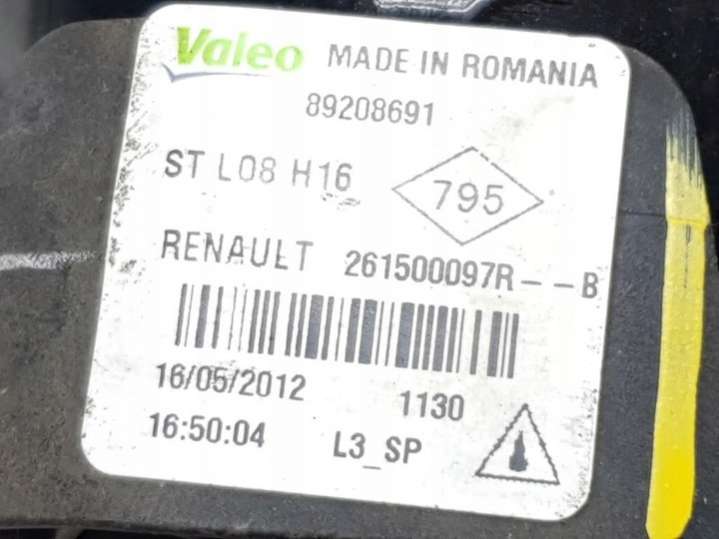 Valeo MADE IN ROMANIA
89208691
ST L08 H16
795
RENAULT 261500097R--B
16/05/2012 1130
16:50:04 L3_SP